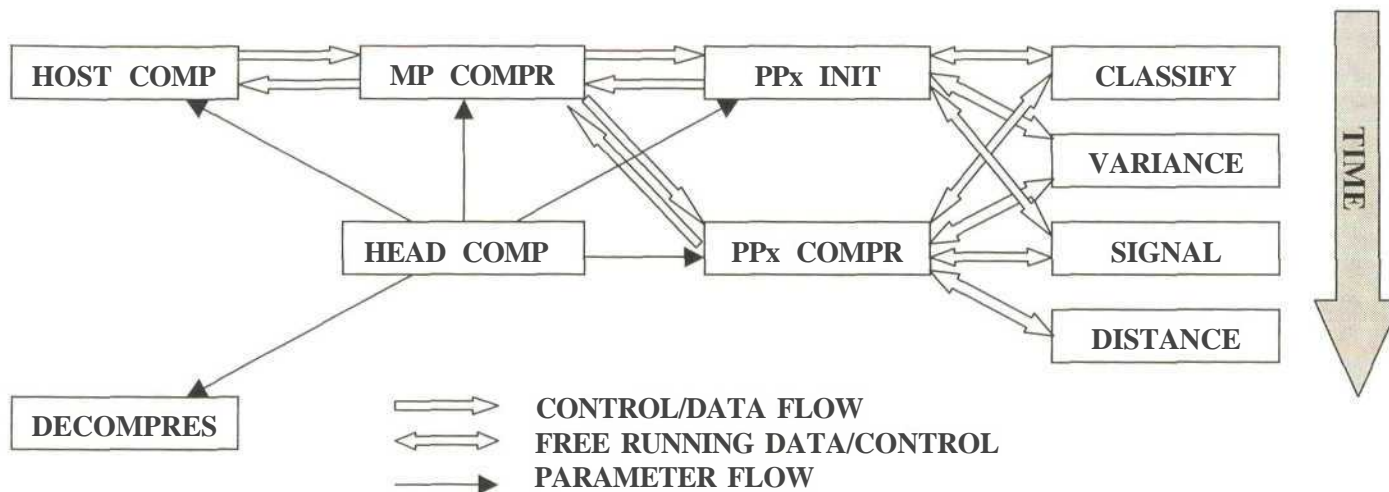 HOST COMP
MP COMPR
PPx INIT
CLASSIFY
VARIANCE
TIME
HEAD COMP
PPx COMPR
SIGNAL
DISTANCE
DECOMPRES
CONTROL/DATA FLOW
FREE RUNNING DATA/CONTROL
PARAMETER FLOW